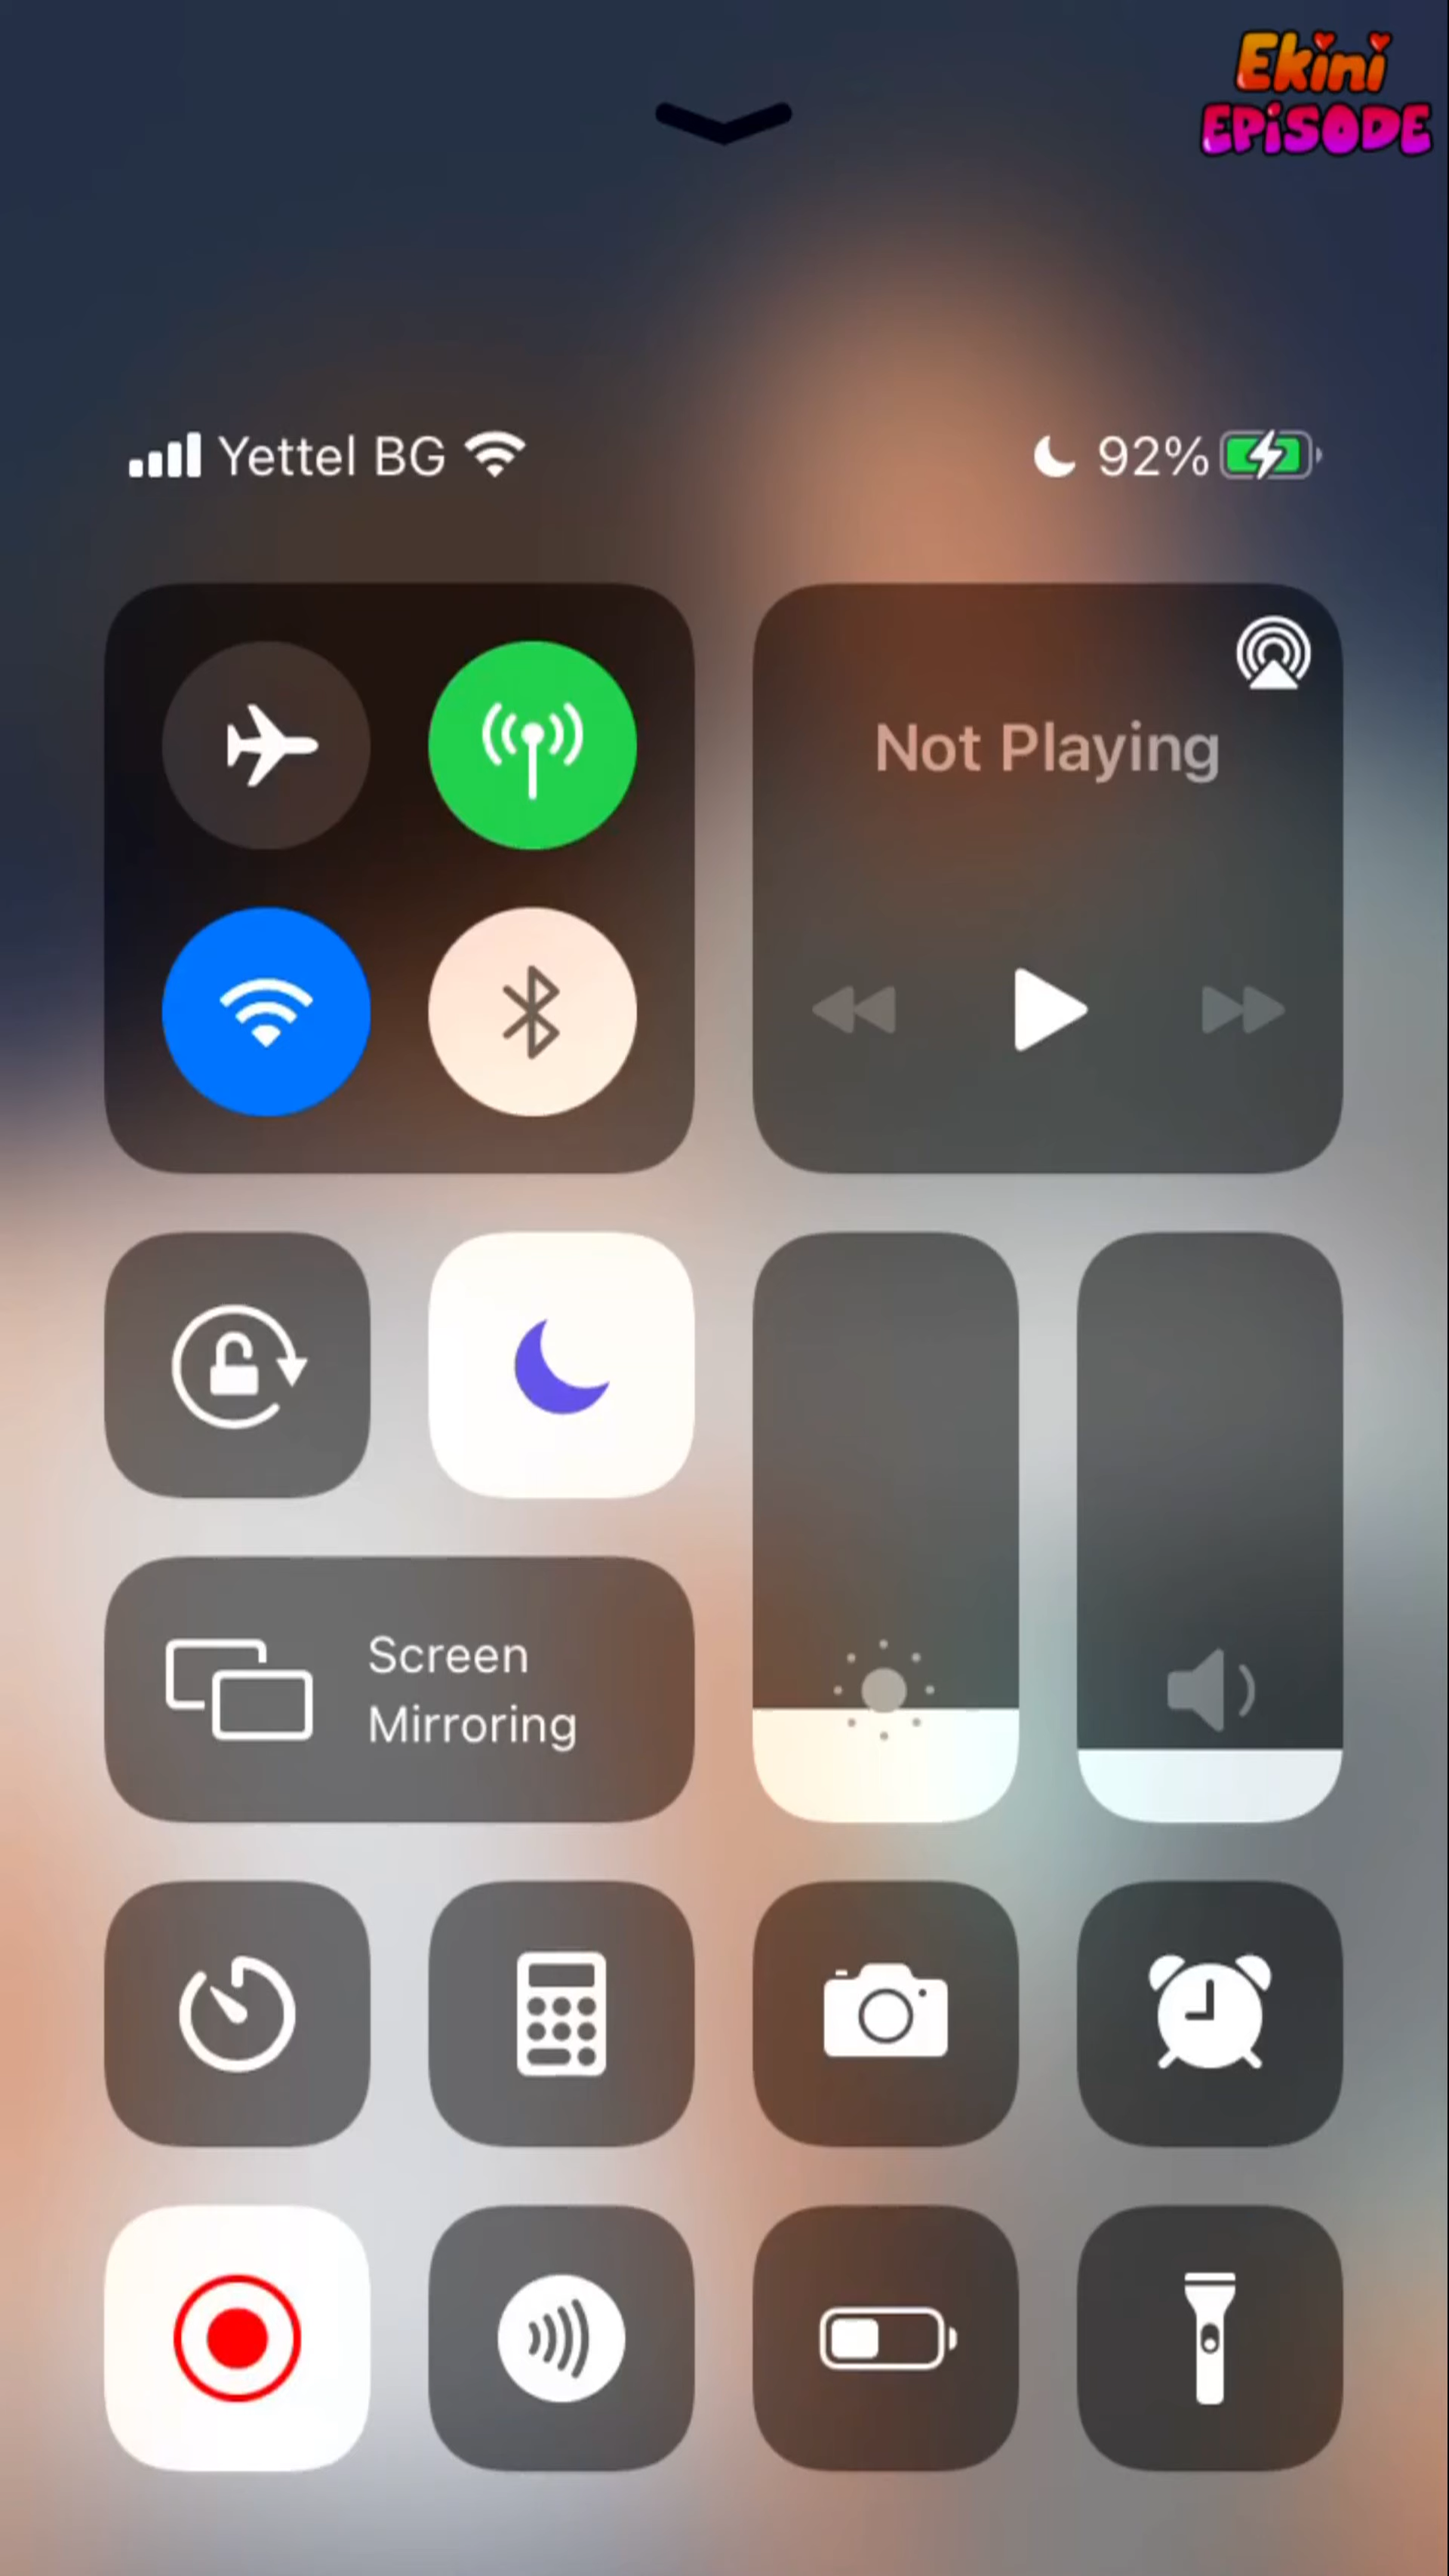 Ekini
EPiSODE
Yettel BG
92%
Not Playing
Screen
Mirroring